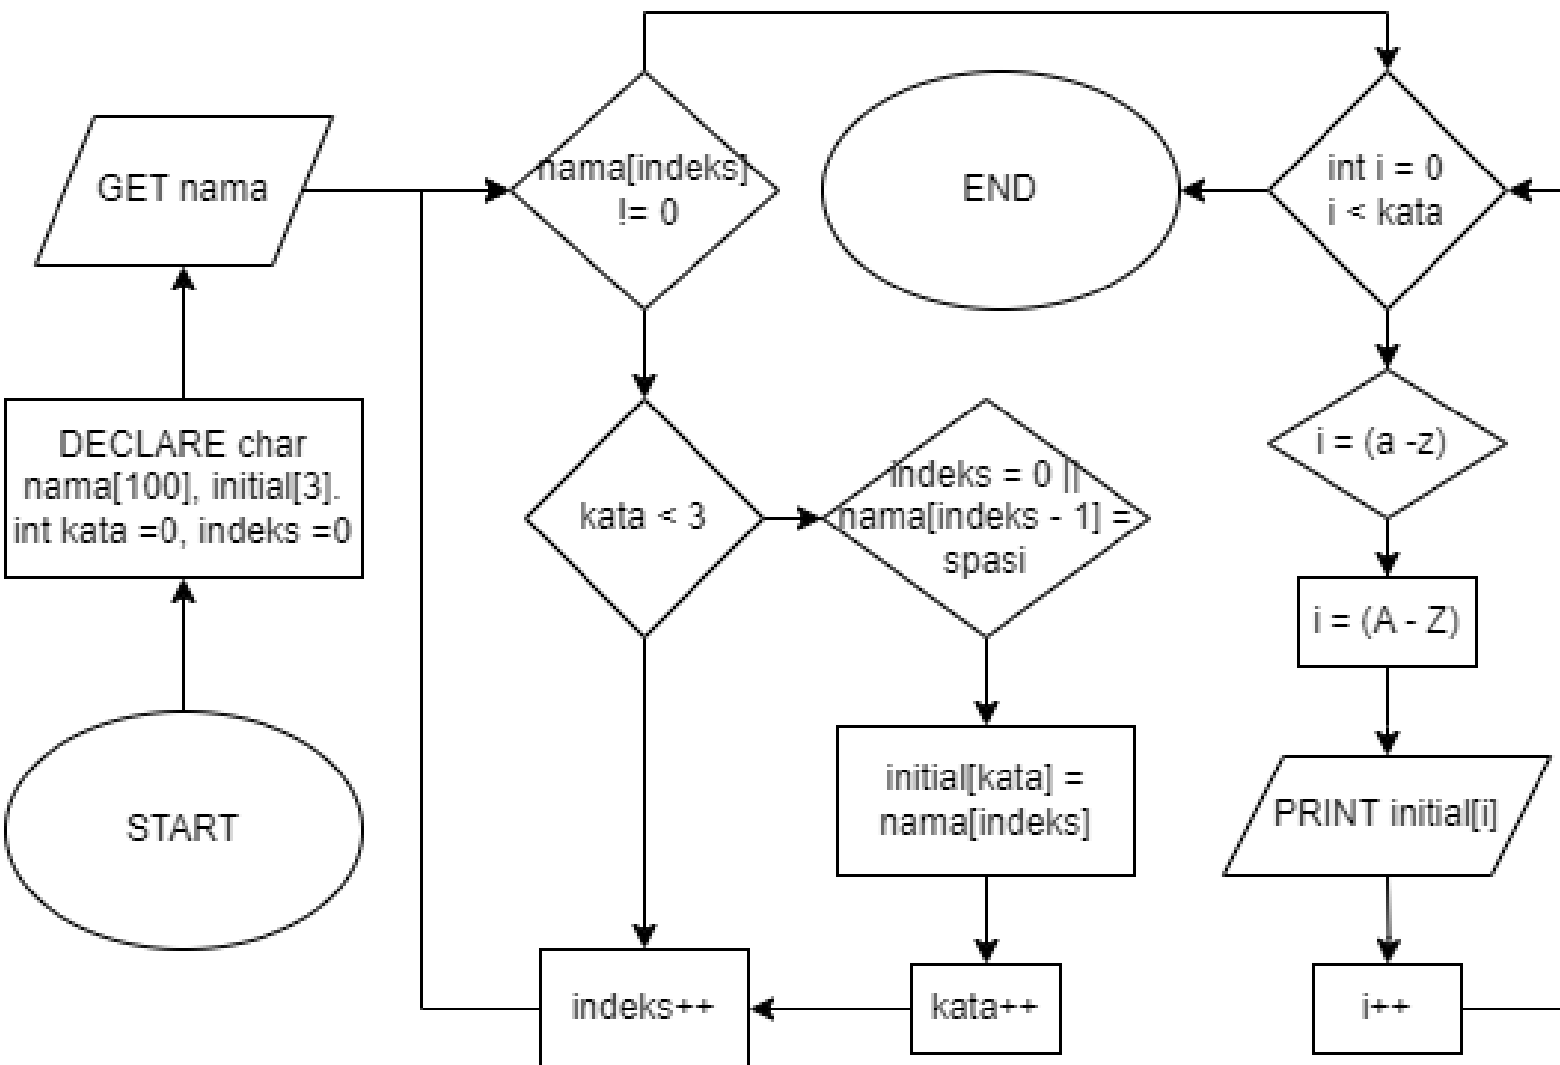 START
DECLARE char
nama[100], initial[3].
int kata =0, indeks =0
GET nama
nama[indeks]
!= 0
kata < 3
indeks = 0 ||
nama[indeks - 1] =
spasi
initial[kata] =
nama[indeks]
kata++
indeks++
int i = 0
i < kata
END
i = (a -z)
i = (A - Z)
PRINT initial[i]
i++